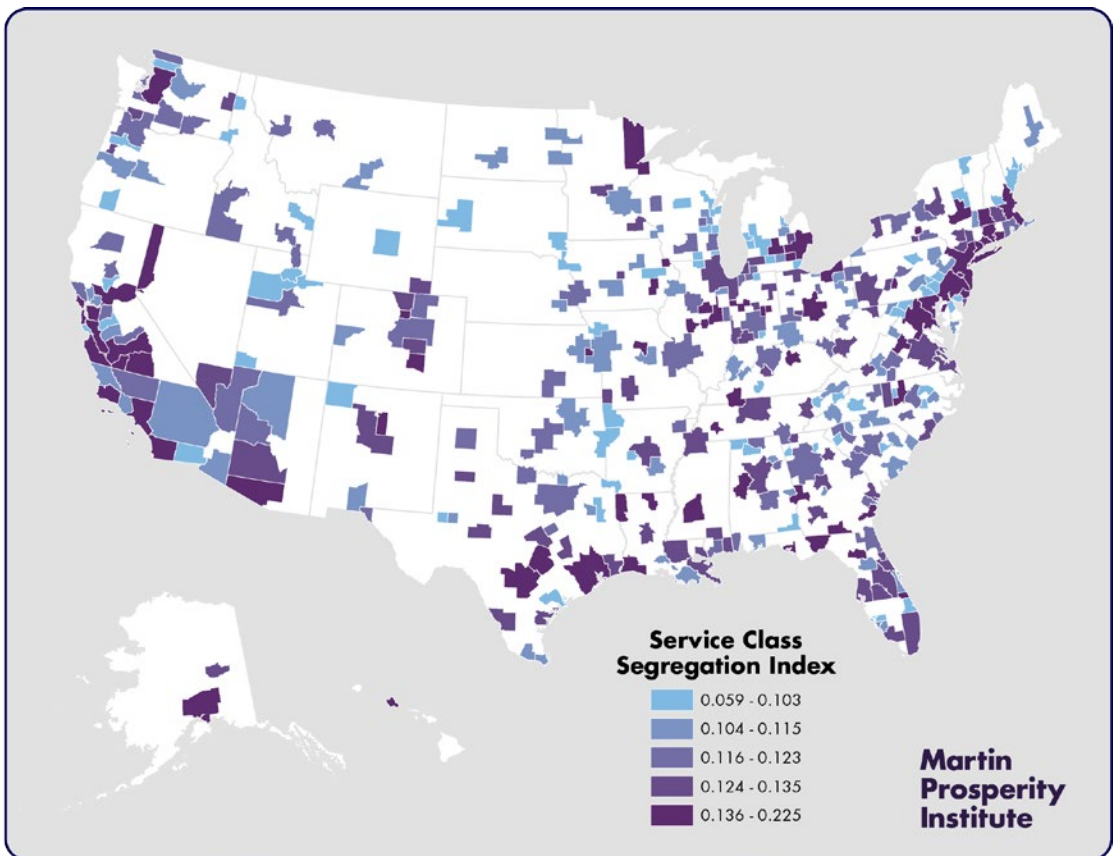 Service Class
Segregation Index
0.059 - 0.103
0.104 - 0.115
0.116 - 0.123
0.124 - 0.135
0.136 - 0.225
Martin
Prosperity
Institute